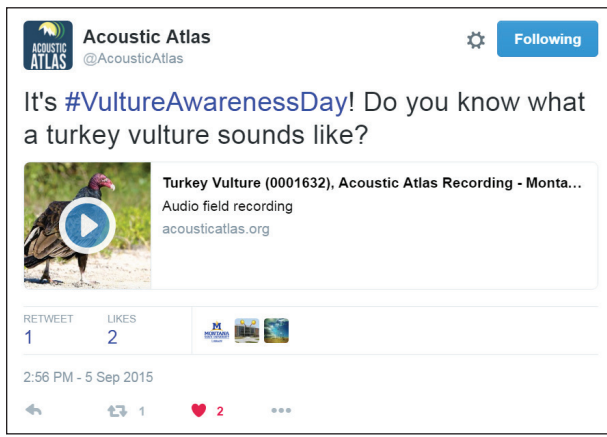 ACOUSTIC
ATLAS
Acoustic Atlas
@AcousticAtlas
Following
It's #VultureAwarenessDay! Do you know what
a turkey vulture sounds like?
Turkey Vulture (0001632), Acoustic Atlas Recording - Monta...
Audio field recording
acousticatlas.org
RETWEET LIKES
1 2
M
MONTANA
2:56 PM - 5 Sep 2015
1 2